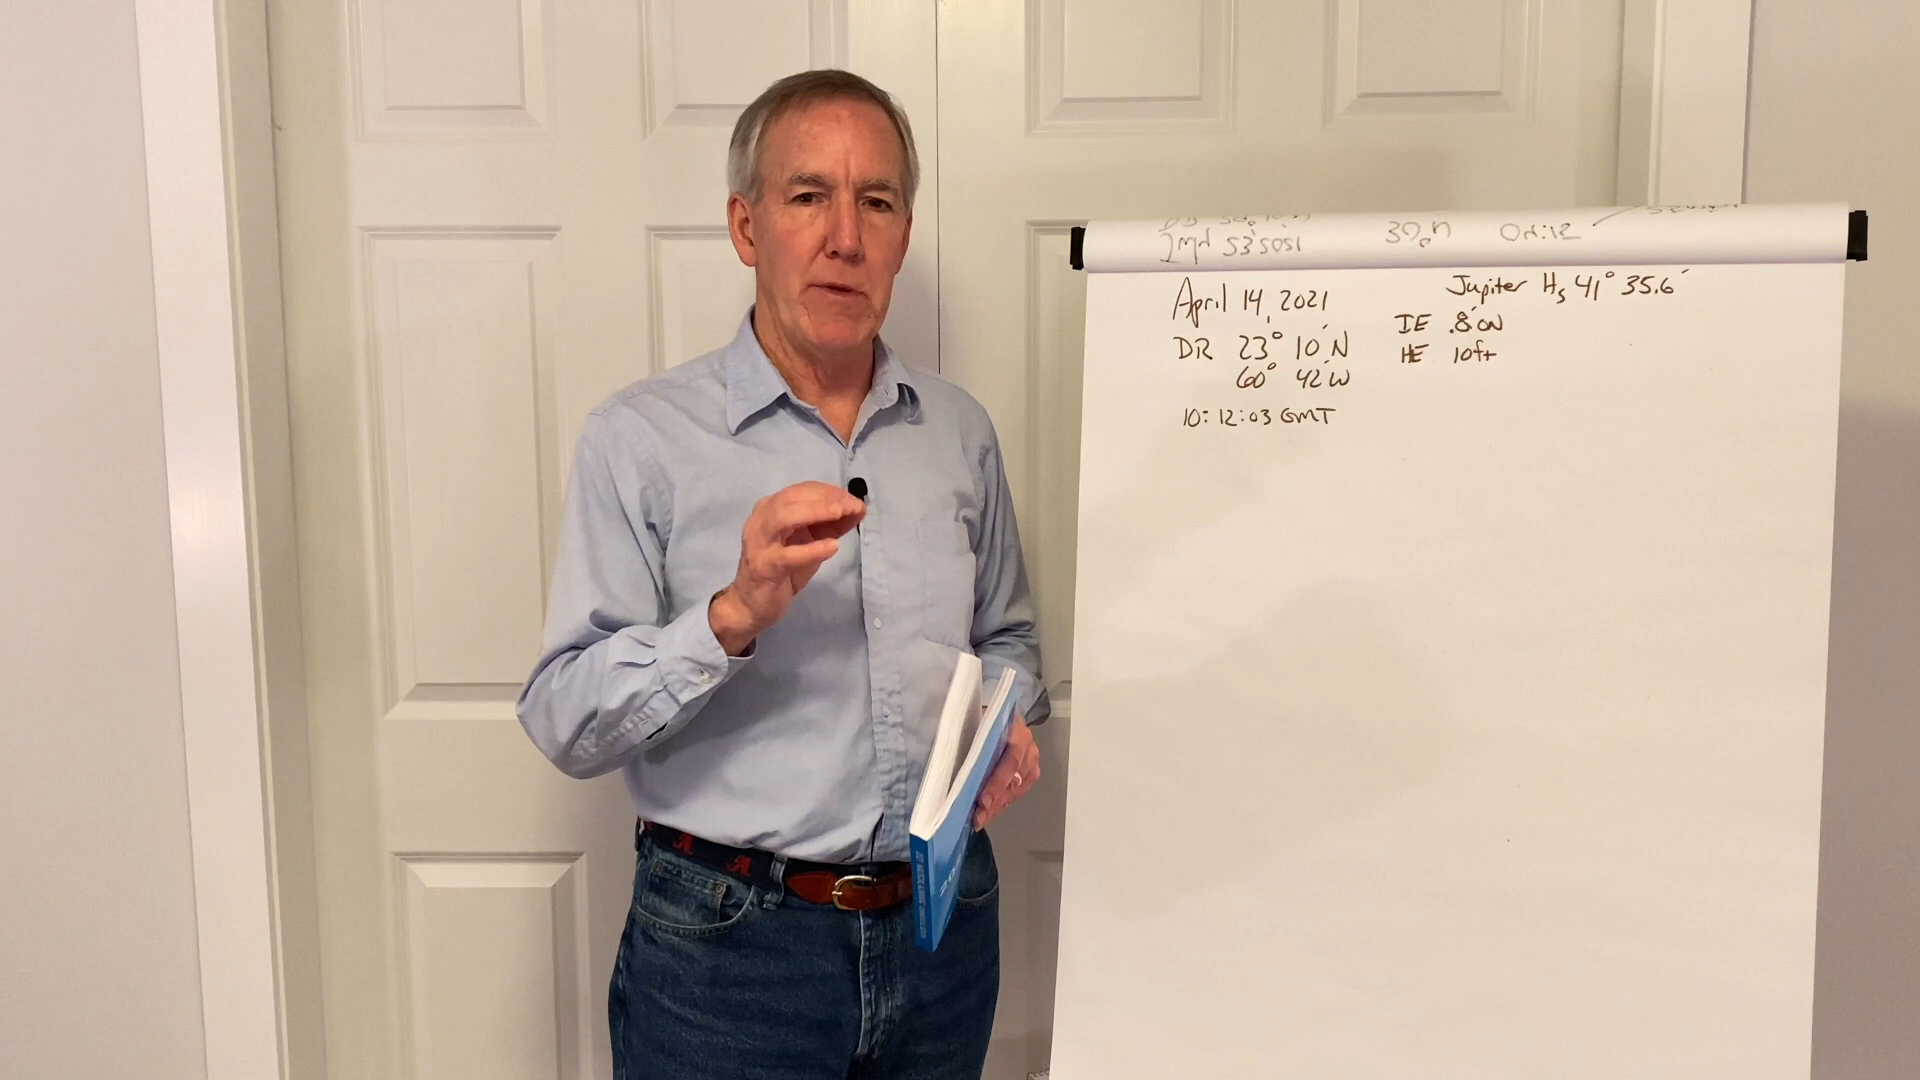 April 14, 2021
DR 23° 10' N
60° 42' W
10:12:03 GMT
Jupiter Hs 41° 35.6'
IE .8' ON
HE 10ft